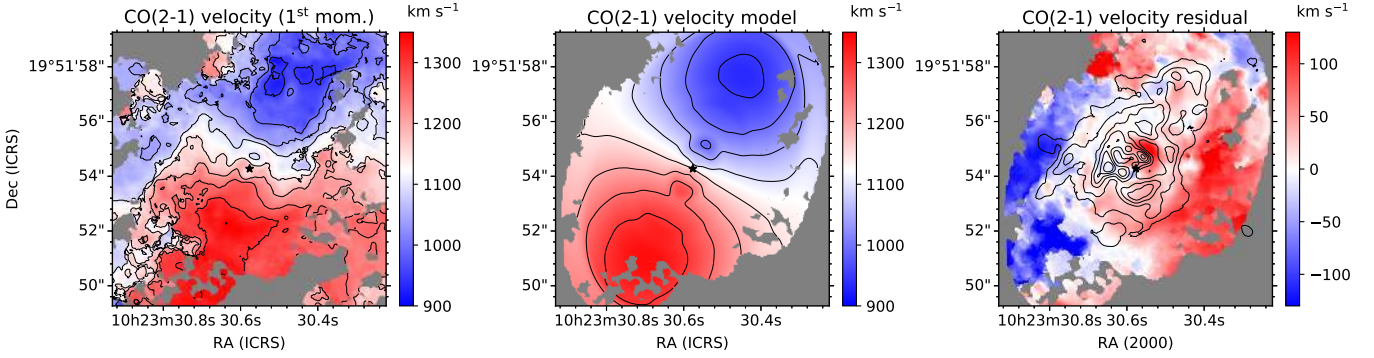 CO(2-1) velocity (1st mom.)
km s−1
CO(2-1) velocity model
km s−1
CO(2-1) velocity residual
km s−1
Dec (ICRS)
19°51'58"
56"
54"
52"
50"
10h23m30.8s 30.6s 30.4s
RA (ICRS)
1300
1200
1100
1000
900
19°51'58"
56"
54"
52"
50"
10h23m30.8s 30.6s 30.4s
RA (ICRS)
1300
1200
1100
1000
900
19°51'58"
56"
54"
52"
50"
10h23m30.8s 30.6s 30.4s
RA (2000)
100
50
0
−50
−100